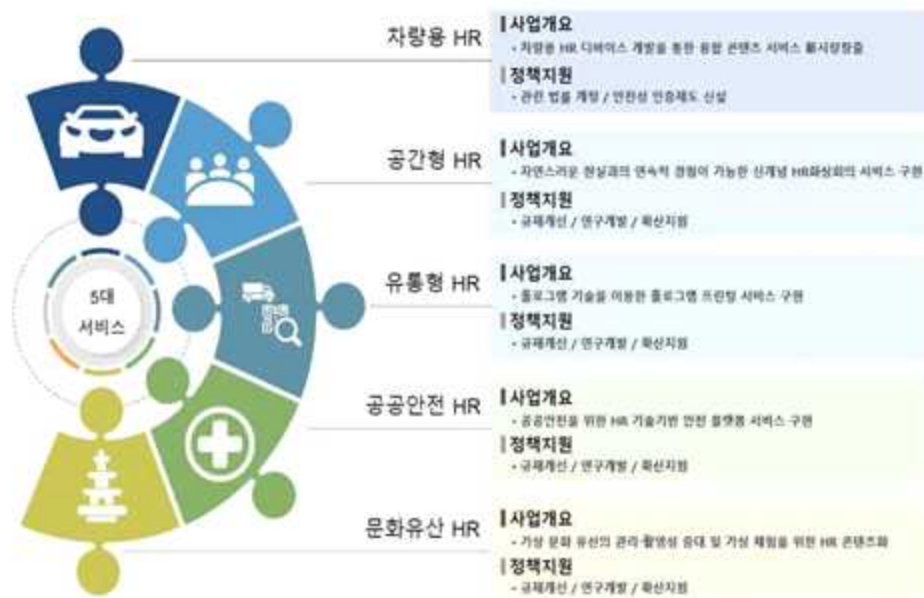 차량용 HR
사업개요
• 차량용 HR 디바이스 개발을 통한 융합 콘텐츠 서비스 新시장창출
정책지원
• 관련 법률 개정 / 안전성 인증제도 신설
공간형 HR
사업개요
• 자연스러운 현실과의 연속적 경험이 가능한 신개념 HR화상회의 서비스 구현
정책지원
• 규제개선 / 연구개발 / 확산지원
5대
서비스
유통형 HR
사업개요
• 홀로그램 기술을 이용한 홀로그램 프린팅 서비스 구현
정책지원
• 규제개선 / 연구개발 / 확산지원
공공안전 HR
사업개요
• 공공안전을 위한 HR 기술기반 안전 플랫폼 서비스 구현
정책지원
• 규제개선 / 연구개발 / 확산지원
문화유산 HR
사업개요
• 가상 문화 유산의 관리·활용성 증대 및 가상 체험을 위한 HR 콘텐츠화
정책지원
• 규제개선 / 연구개발 / 확산지원